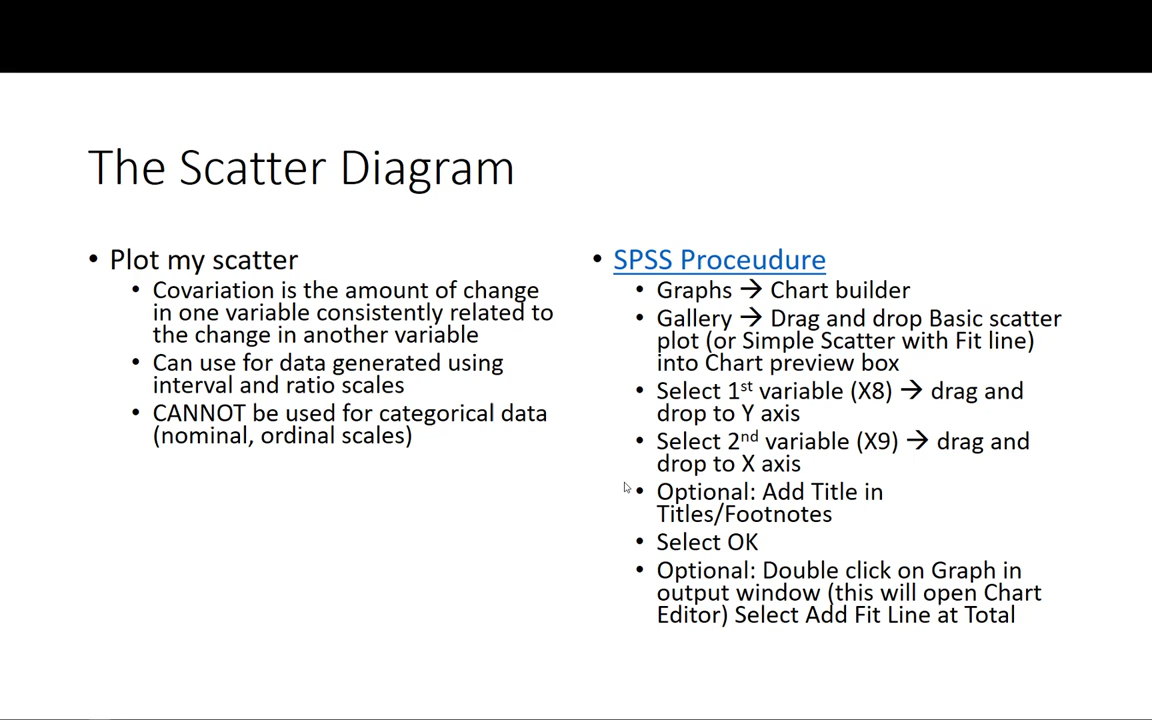 The Scatter Diagram
• Plot my scatter
• Covariation is the amount of change
in one variable consistently related to
the change in another variable
• Can use for data generated using
interval and ratio scales
• CANNOT be used for categorical data
(nominal, ordinal scales)
• SPSS Proceudure
• Graphs → Chart builder
• Gallery → Drag and drop Basic scatter
plot (or Simple Scatter with Fit line)
into Chart preview box
• Select 1st variable (X8) → drag and
drop to Y axis
• Select 2nd variable (X9) → drag and
drop to X axis
• Optional: Add Title in
Titles/Footnotes
• Select OK
• Optional: Double click on Graph in
output window (this will open Chart
Editor) Select Add Fit Line at Total